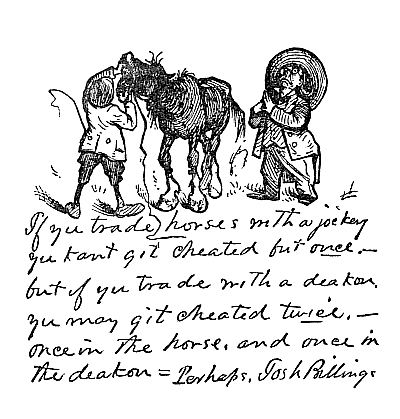 If yu trade horses with a jockey
yu kant git cheated but once.—
but if yu trade with a deakon,
yu may git cheated twice,—
once in the horse, and once in
the deakon = Perhaps, Josh Billings